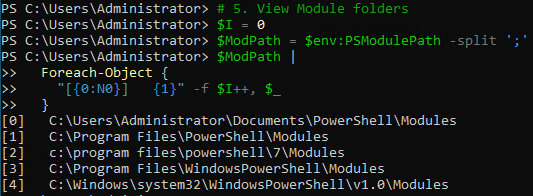 PS C:\Users\Administrator> # 5. View Module folders
PS C:\Users\Administrator> $I = 0
PS C:\Users\Administrator> $ModPath = $env:PSModulePath -split ';'
PS C:\Users\Administrator> $ModPath |
>>   Foreach-Object {
>>     "[{0:N0}]   {1}" -f $I++, $_
>>   }
[0]   C:\Users\Administrator\Documents\PowerShell\Modules
[1]   C:\Program Files\PowerShell\Modules
[2]   c:\program files\powershell\7\Modules
[3]   C:\Program Files\WindowsPowerShell\Modules
[4]   C:\Windows\system32\WindowsPowerShell\v1.0\Modules